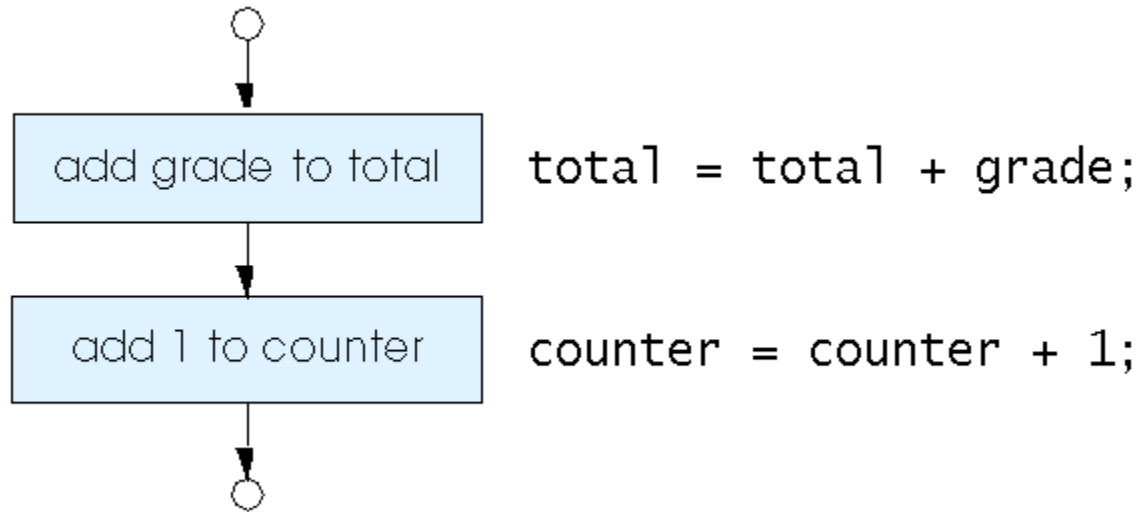 add grade to total
total = total + grade;
add 1 to counter
counter = counter + 1;